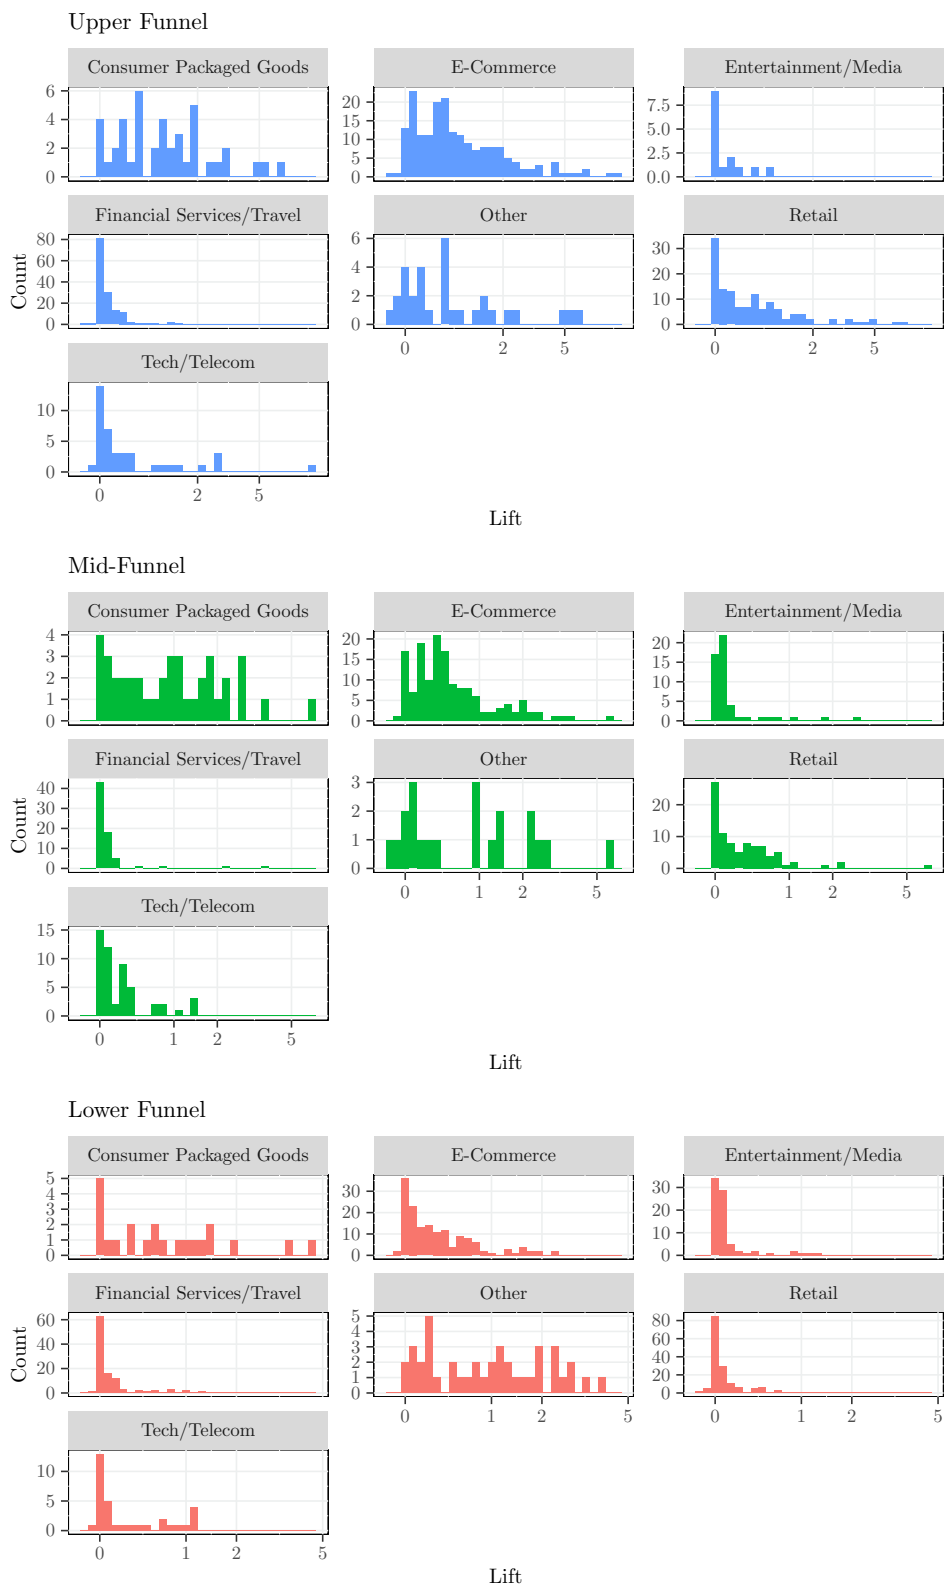 Upper Funnel
Consumer Packaged Goods E-Commerce Entertainment/Media
6 4 2 0
20 15 10 5 0
7.5 5.0 2.5 0.0
Financial Services/Travel Other Retail
80 60 40 20 0
6 4 2 0
30 20 10 0
Count
0 2 5
0 2 5
Tech/Telecom
10 5 0
0 2 5
Lift
Mid-Funnel
Consumer Packaged Goods E-Commerce Entertainment/Media
4 3 2 1 0
20 15 10 5 0
20 15 10 5 0
Financial Services/Travel Other Retail
40 30 20 10 0
3 2 1 0
20 10 0
Count
0 1 2 5
0 1 2 5
Tech/Telecom
15 10 5 0
0 1 2 5
Lift
Lower Funnel
Consumer Packaged Goods E-Commerce Entertainment/Media
5 4 3 2 1 0
30 20 10 0
30 20 10 0
Financial Services/Travel Other Retail
60 40 20 0
5 4 3 2 1 0
80 60 40 20 0
Count
0 1 2 5
0 1 2 5
Tech/Telecom
10 5 0
0 1 2 5
Lift